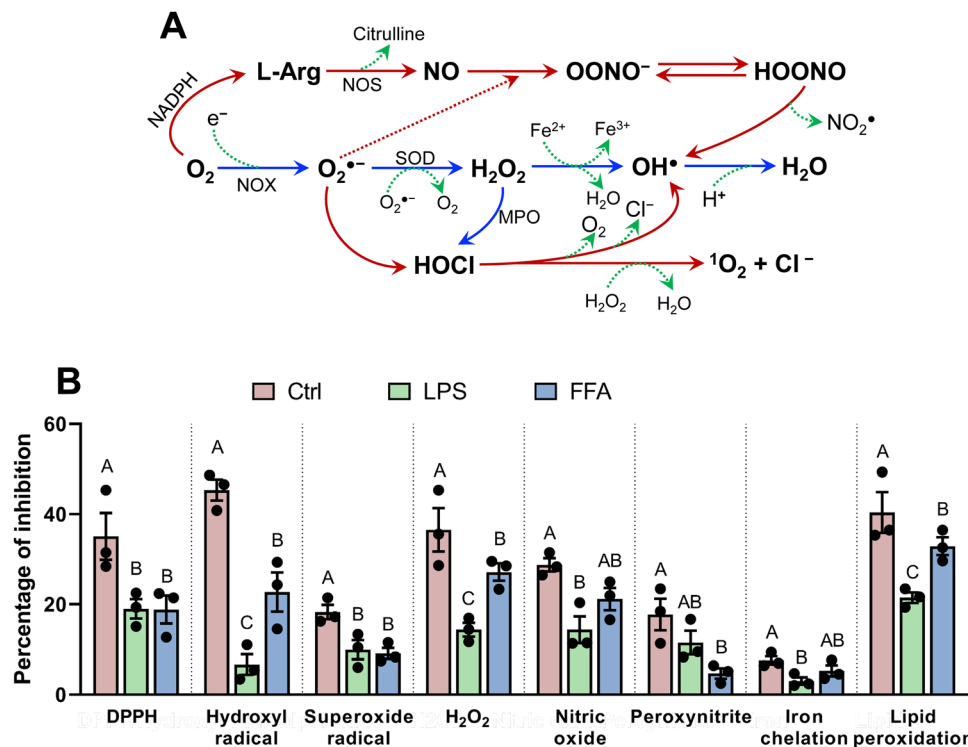 A
Citrulline
L-Arg
NOS
NO
OONO⁻
HOONO
NADPH
NO₂•
e⁻
Fe²⁺
Fe³⁺
O₂
NOX
O₂•⁻
SOD
H₂O₂
OH•
H₂O
O₂•⁻
O₂
H₂O
H⁺
MPO
O₂
Cl⁻
HOCl
¹O₂ + Cl⁻
H₂O₂
H₂O
B
Ctrl
LPS
FFA
Percentage of inhibition
60
40
20
0
A
B
B
A
C
B
A
B
B
A
C
B
A
B
AB
A
AB
B
A
B
AB
A
C
B
DPPH
Hydroxyl
radical
Superoxide
radical
H₂O₂
Nitric
oxide
Peroxynitrite
Iron
chelation
Lipid
peroxidation